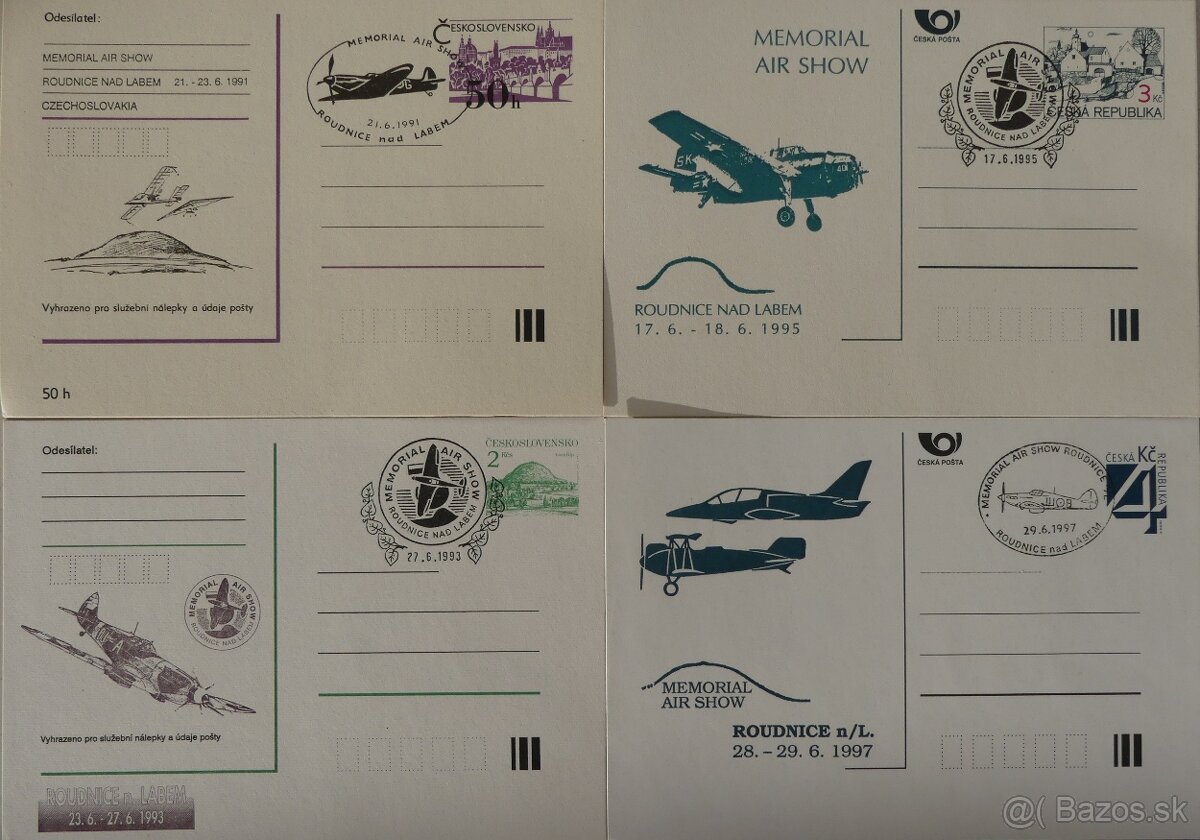 Odesílatel:
MEMORIAL AIR SHOW
ROUDNICE NAD LABEM 21. - 23. 6. 1991
CZECHOSLOVAKIA
Vyhrazeno pro služební nálepky a údaje pošty
50 h
MEMORIAL AIR SHOW
21.6.1991
ROUDNICE nad LABEM
ČESKOSLOVENSKO
50h
MEMORIAL
AIR SHOW
SK
401
ROUDNICE NAD LABEM
17. 6. - 18. 6. 1995
ČESKÁ POŠTA
MEMORIAL AIR SHOW
ROUDNICE NAD LABEM
17.6.1995
3 Kč
ČESKÁ REPUBLIKA
Odesílatel:
MEMORIAL AIR SHOW
ROUDNICE NAD LABEM
Vyhrazeno pro služební nálepky a údaje pošty
ROUDNICE n. LABEM
23. 6. - 27. 6. 1993
MEMORIAL AIR SHOW
ROUDNICE NAD LABEM
27.6.1993
ČESKOSLOVENSKO
2 Kčs
MEMORIAL
AIR SHOW
ROUDNICE n/L.
28. – 29. 6. 1997
ČESKÁ POŠTA
MEMORIAL AIR SHOW ROUDNICE
29.6.1997
ROUDNICE nad LABEM
ČESKÁ Kč
REPUBLIKA
4
@( Bazos.sk